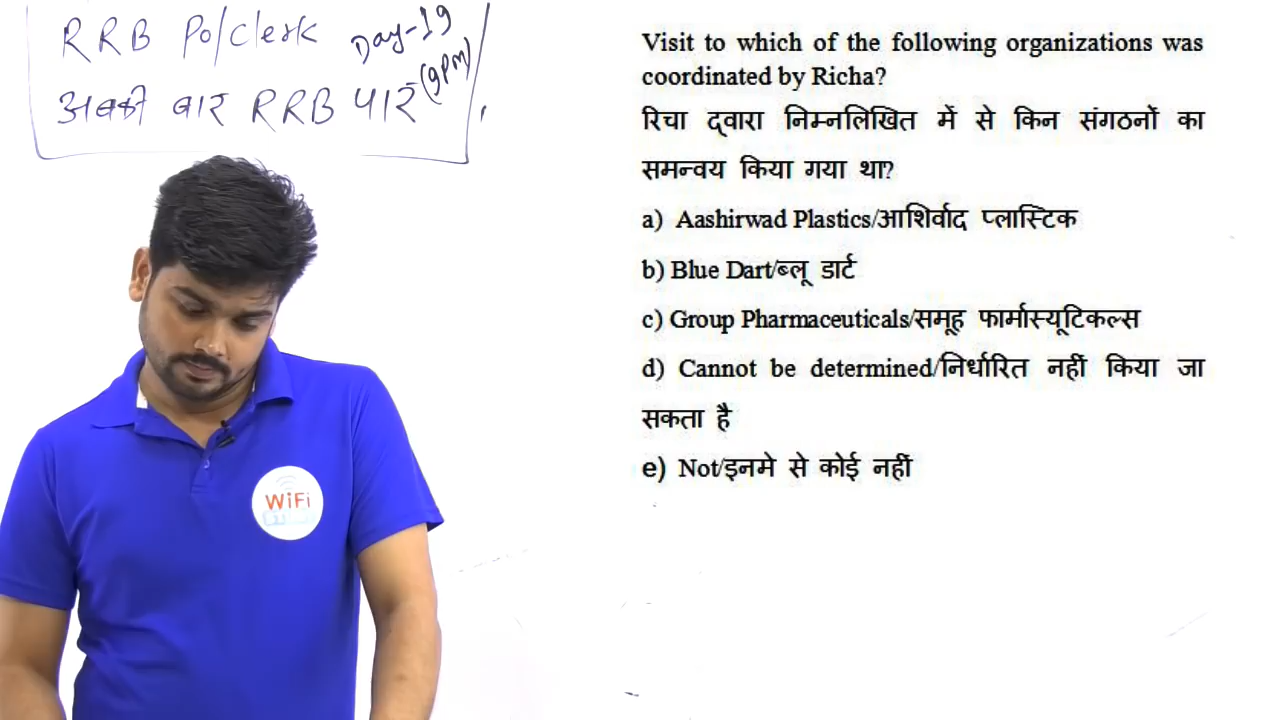 RRB Po/Clerk Day-19
अबकी बार RRB पार (9PM)
Visit to which of the following organizations was
coordinated by Richa?
रिचा द्वारा निम्नलिखित में से किन संगठनों का
समन्वय किया गया था?
a) Aashirwad Plastics/आशिर्वाद प्लास्टिक
b) Blue Dart/ब्लू डार्ट
c) Group Pharmaceuticals/समूह फार्मास्यूटिकल्स
d) Cannot be determined/निर्धारित नहीं किया जा
सकता है
e) Not/इनमे से कोई नहीं
WiFi